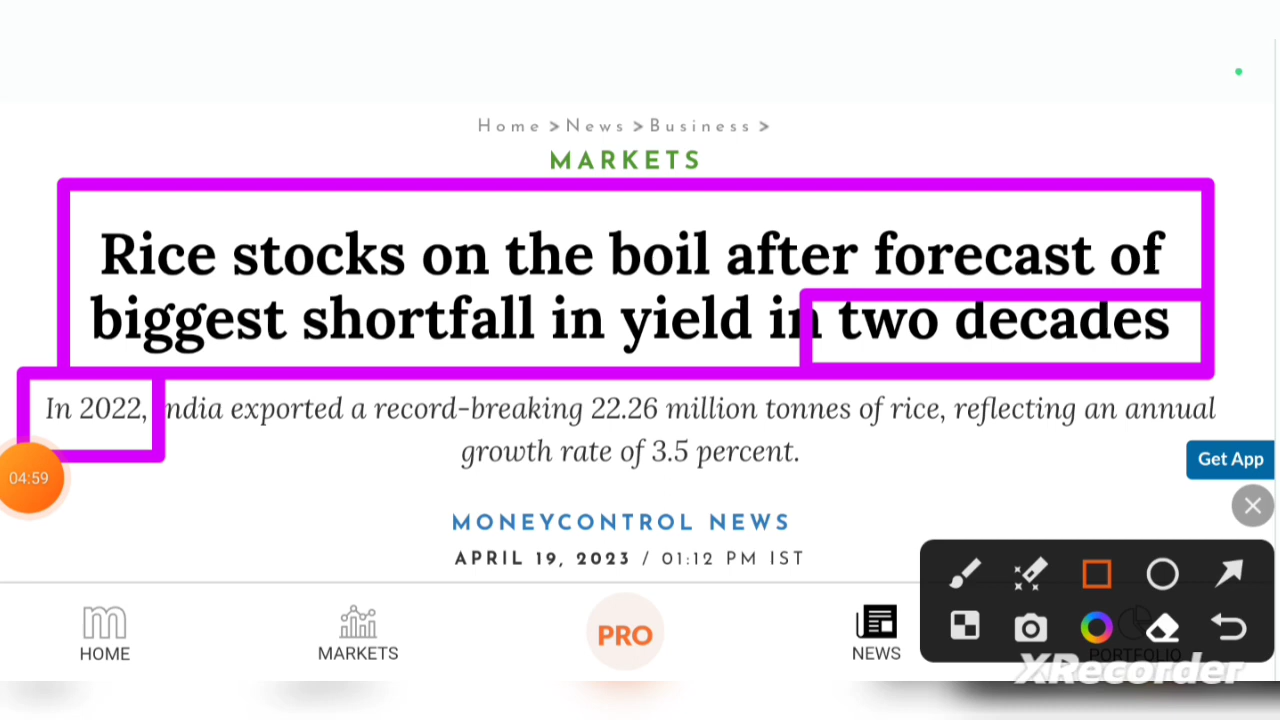 Home > News > Business >
MARKETS
Rice stocks on the boil after forecast of
biggest shortfall in yield in two decades
In 2022, India exported a record-breaking 22.26 million tonnes of rice, reflecting an annual
growth rate of 3.5 percent.
Get App
04:59
MONEYCONTROL NEWS
APRIL 19, 2023 / 01:12 PM IST
HOME
MARKETS
PRO
NEWS
PORTFOLIO
XRecorder